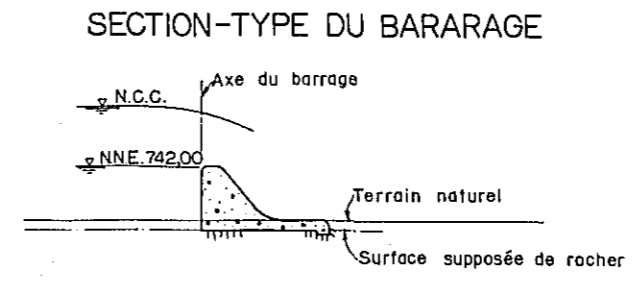 SECTION-TYPE DU BARARAGE
Axe du barrage
N.C.C.
NNE.742,00
Terrain naturel
Surface supposée de rocher